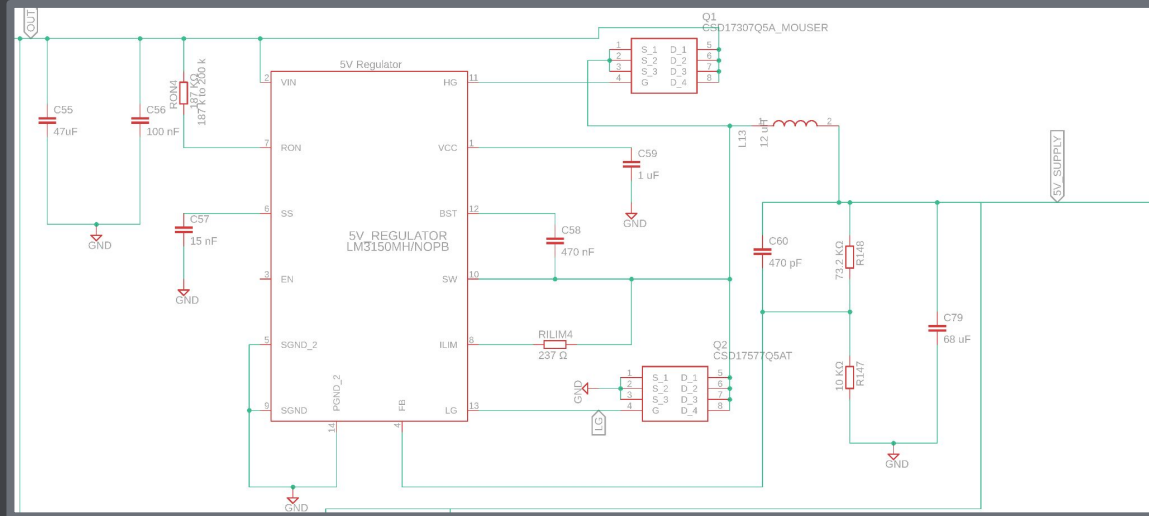 OUT
Q1
CSD17307Q5A_MOUSER
5V Regulator
1 S_1 D_1 5
2 S_2 D_2 6
3 S_3 D_3 7
4 G D_4 8
2 VIN
HG 11
RON4
187 KΩ
187 k to 200 k
C55
47uF
C56
100 nF
L13
12 uH
1
2
7 RON
VCC 1
C59
1 uF
GND
5V_SUPPLY
6 SS
C57
15 nF
GND
BST 12
C58
470 nF
5V_REGULATOR
LM3150MH/NOPB
C60
470 pF
73.2 KΩ
R148
3 EN
SW 10
GND
C79
68 uF
5 SGND_2
ILIM 8
RILIM4
237 Ω
Q2
CSD17577Q5AT
GND
1 S_1 D_1 5
2 S_2 D_2 6
3 S_3 D_3 7
4 G D_4 8
10 KΩ
R147
9 SGND
PGND_2
14
FB
4
LG 13
LG
GND
GND